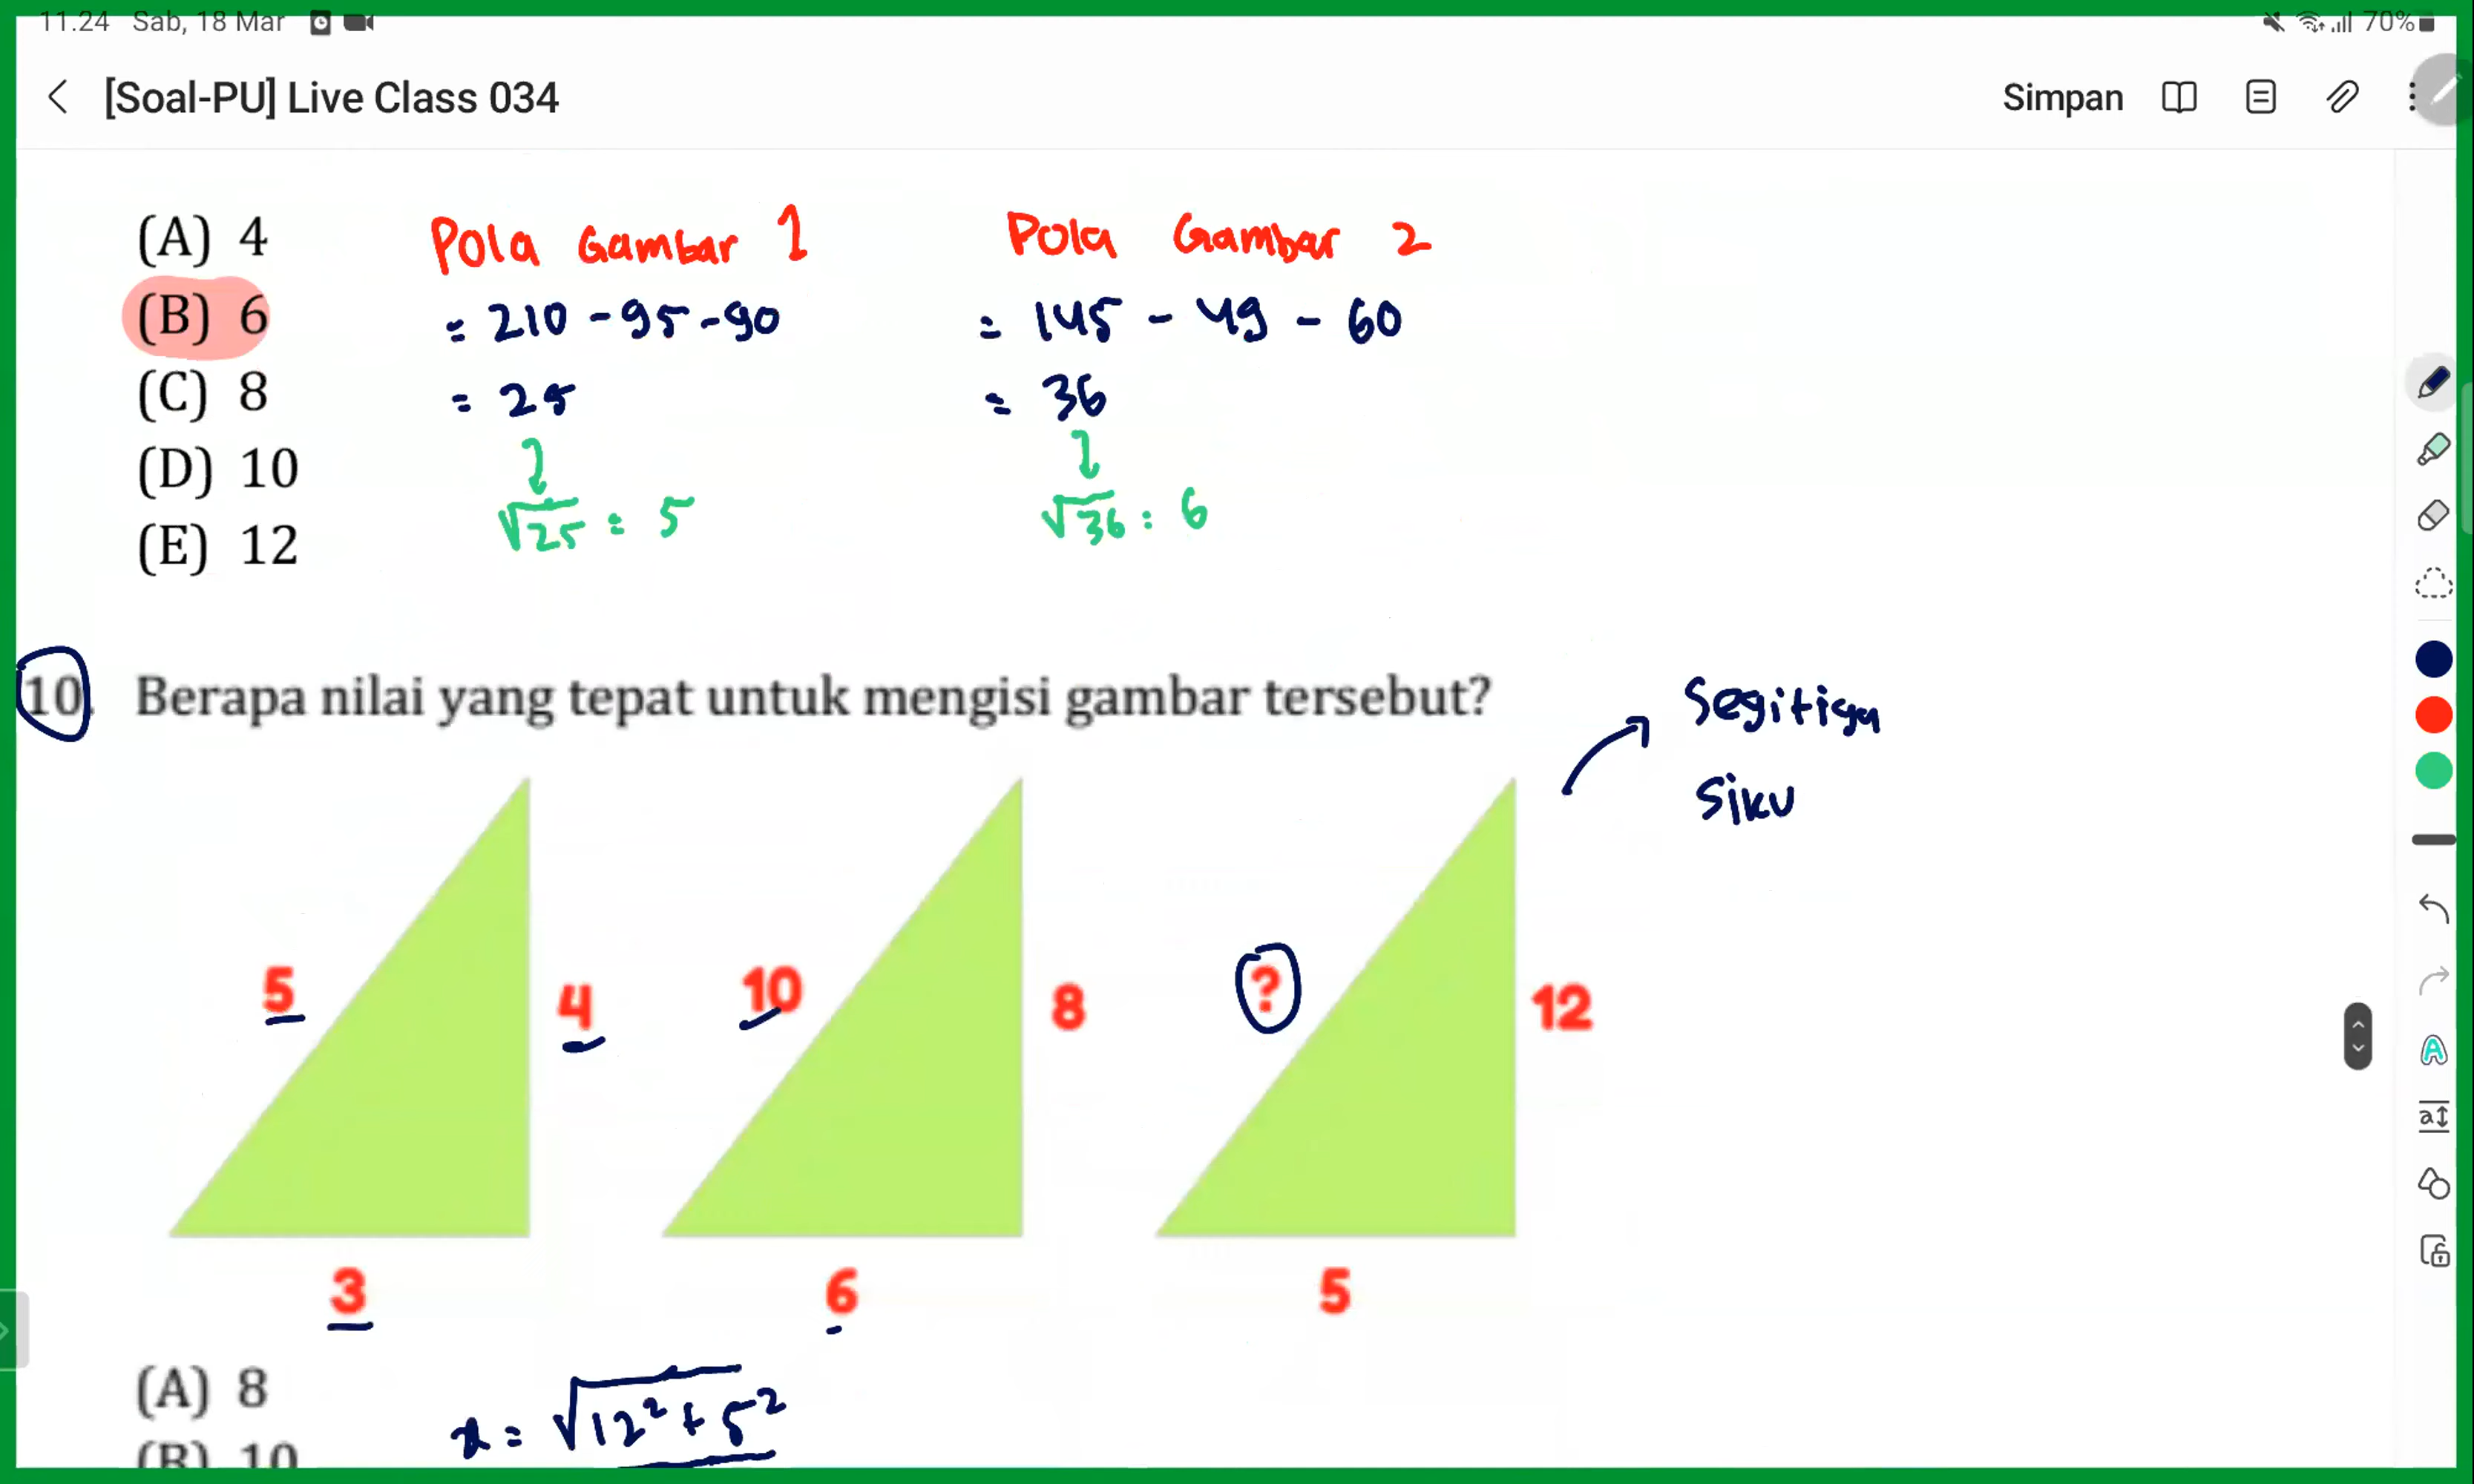 11.24 Sab, 18 Mar 70%
[Soal-PU] Live Class 034 Simpan
(A) 4 Pola Gambar 1 Pola Gambar 2
(B) 6 = 210 - 95 - 90 = 145 - 49 - 60
(C) 8 = 25 = 36
(D) 10
√25 = 5 √36 = 6
(E) 12
10. Berapa nilai yang tepat untuk mengisi gambar tersebut? Segitiga
Siku
5 4 10 8 ? 12
3 6 5
(A) 8
x = √12² + 5²
(B) 10